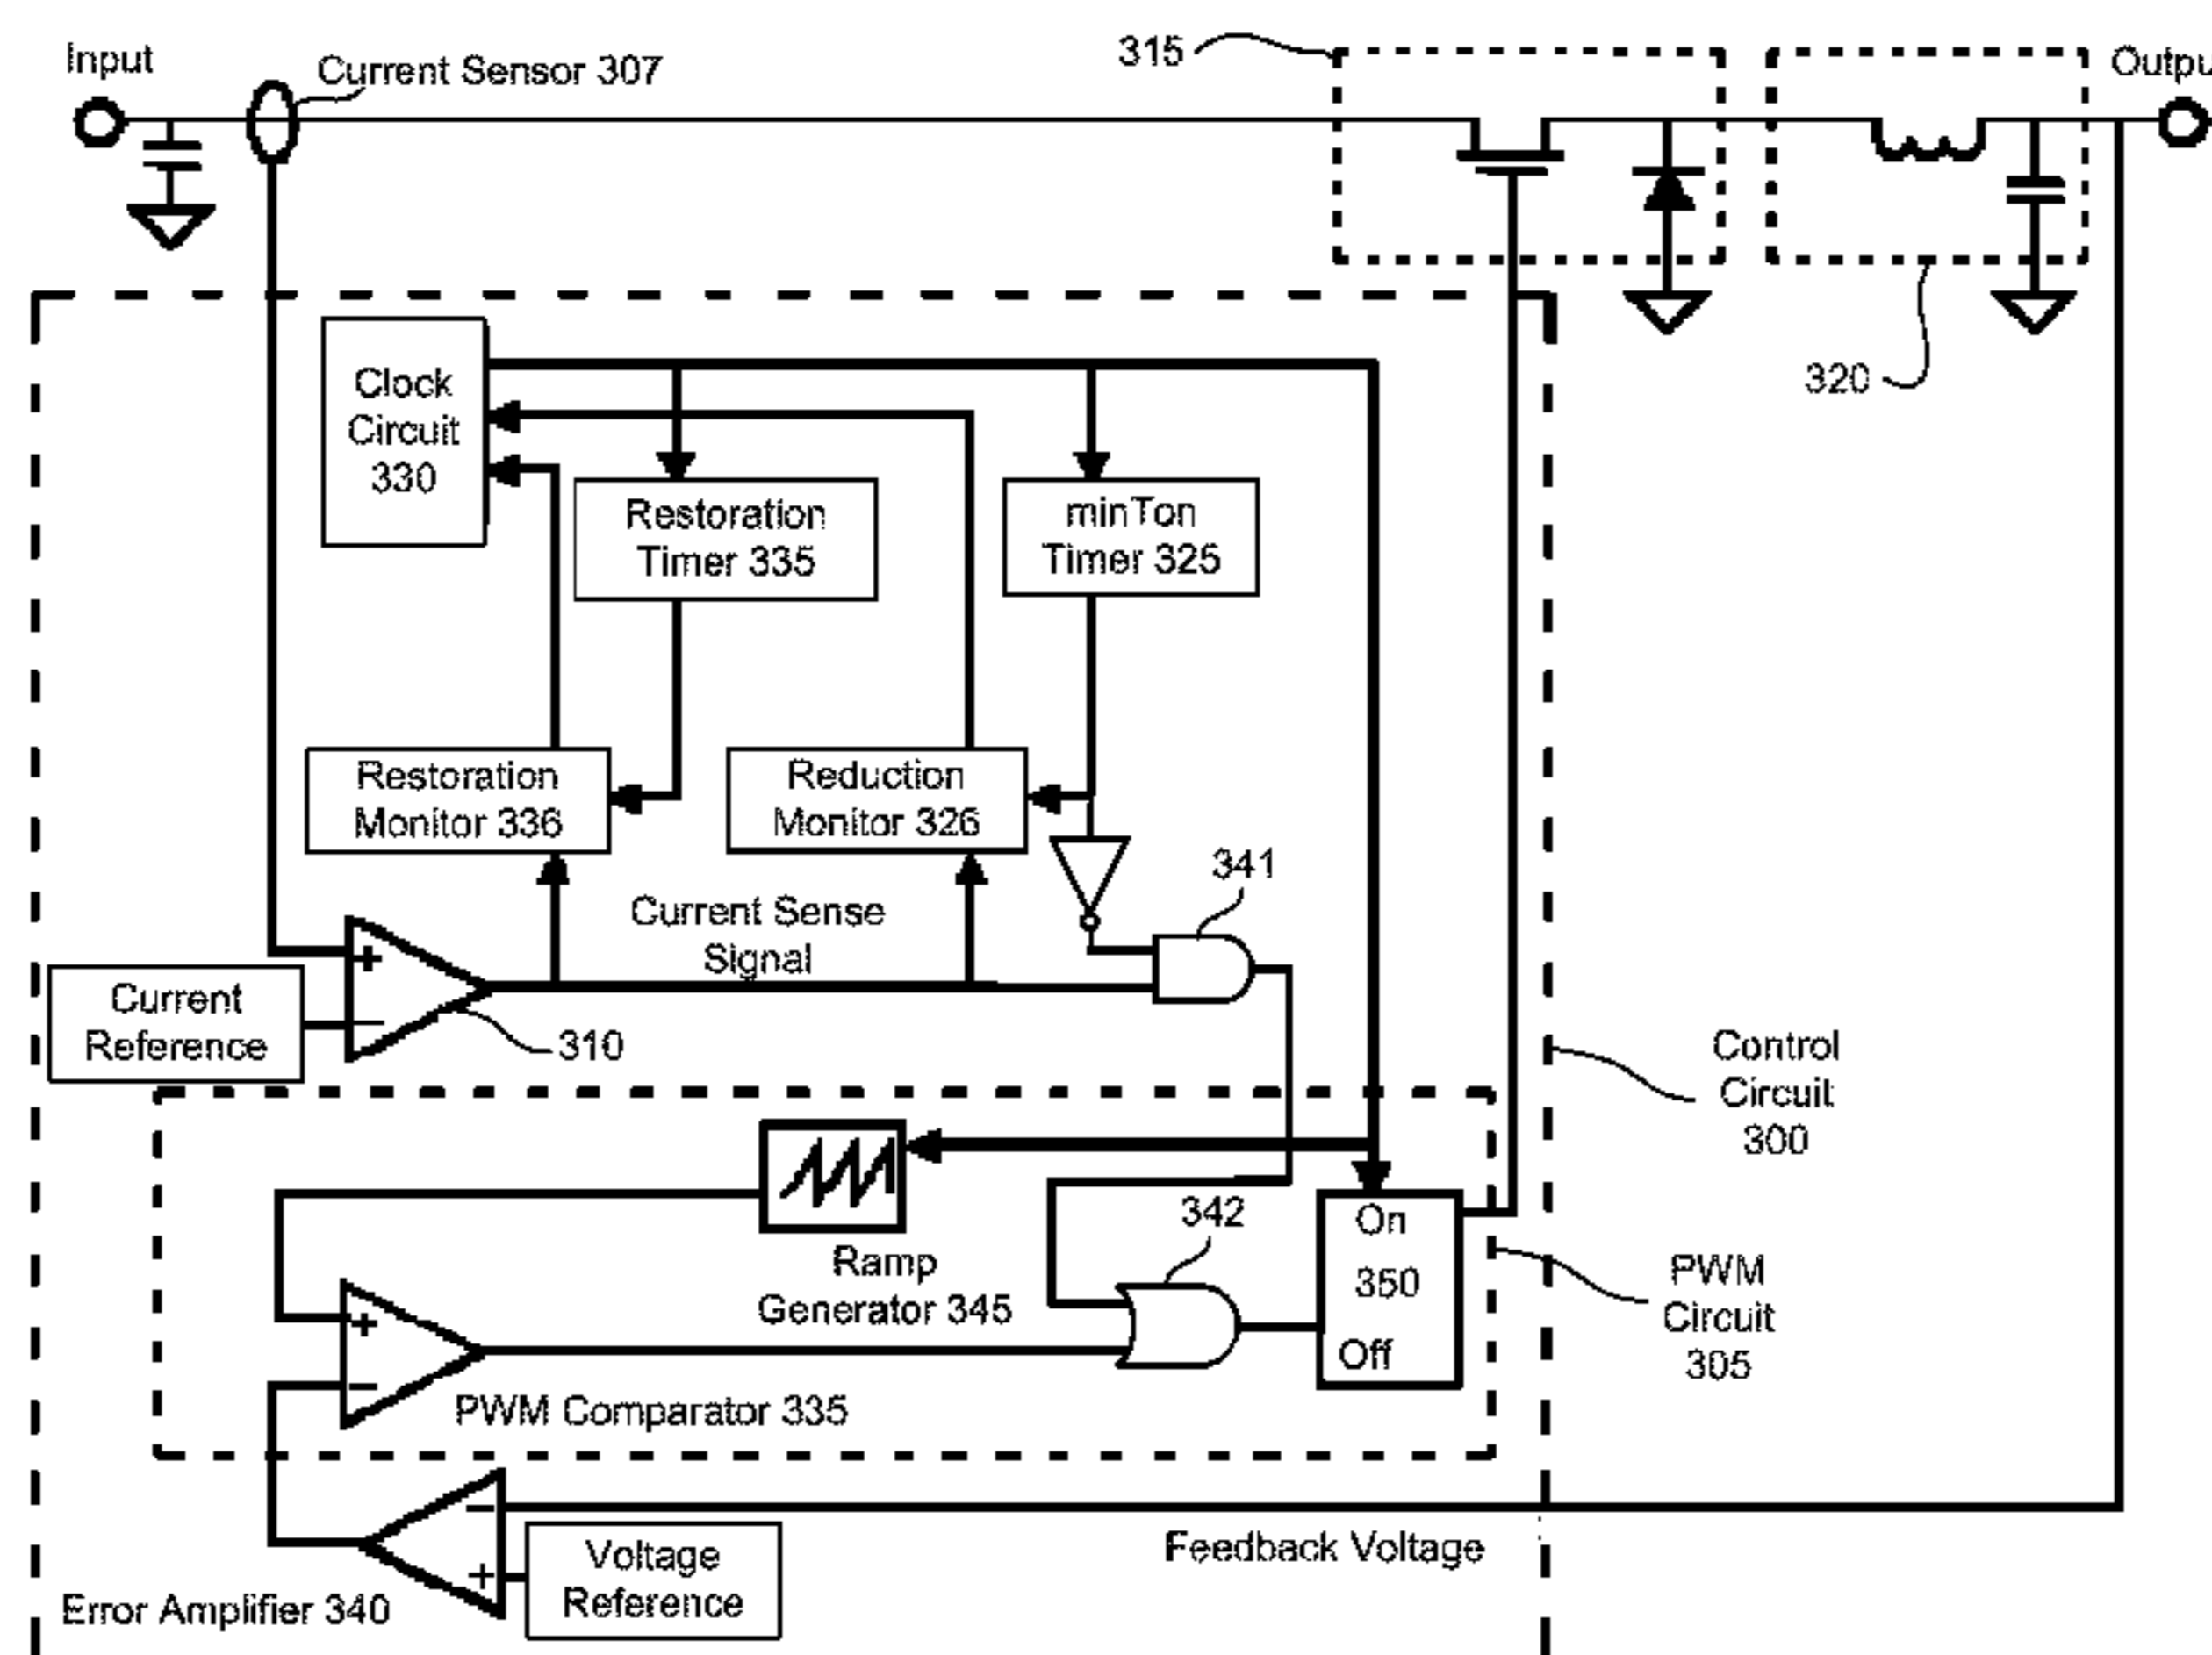 Input
Current Sensor 307
315
Outpu
320
Clock
Circuit
330
Restoration
Timer 335
minTon
Timer 325
Restoration
Monitor 336
Reduction
Monitor 326
341
Current Sense
Signal
+
−
Current
Reference
310
Control
Circuit
300
342
On
350
Off
Ramp
Generator 345
PWM
Circuit
305
+
−
PWM Comparator 335
−
+
Voltage
Reference
Feedback Voltage
Error Amplifier 340